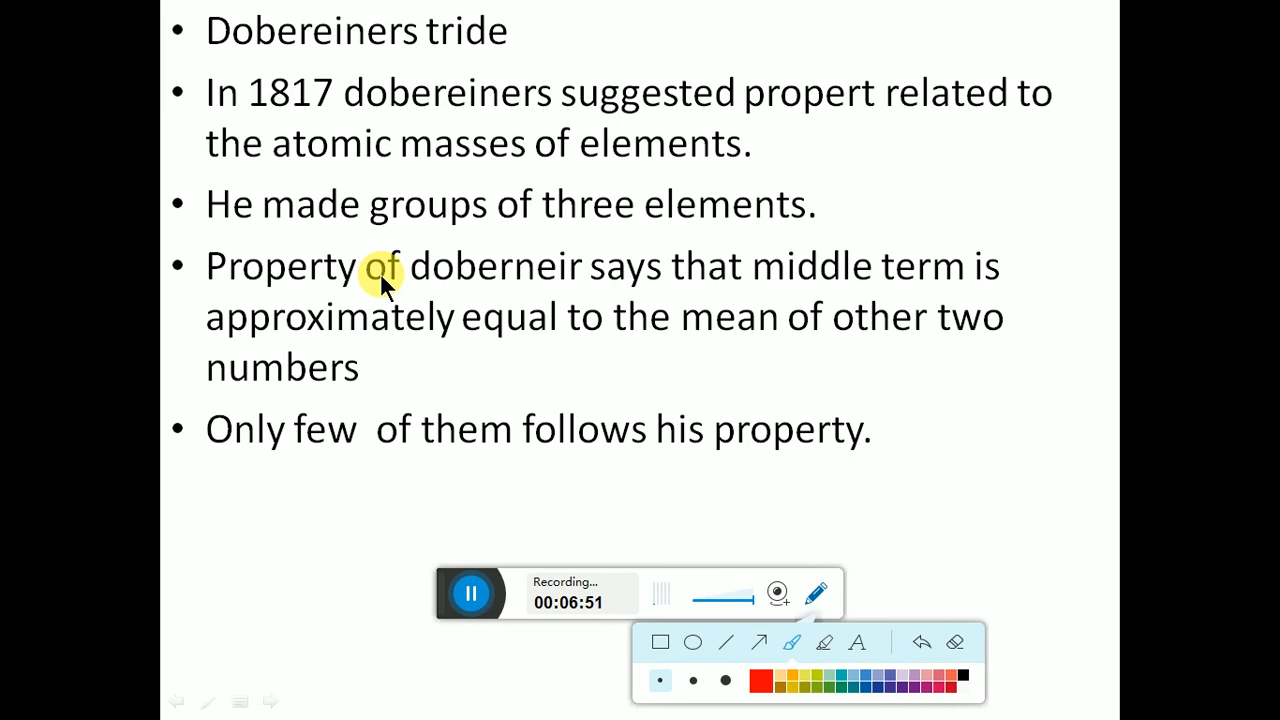 • Dobereiners tride
• In 1817 dobereiners suggested propert related to
the atomic masses of elements.
• He made groups of three elements.
• Property of doberneir says that middle term is
approximately equal to the mean of other two
numbers
• Only few  of them follows his property.
Recording...
00:06:51
A